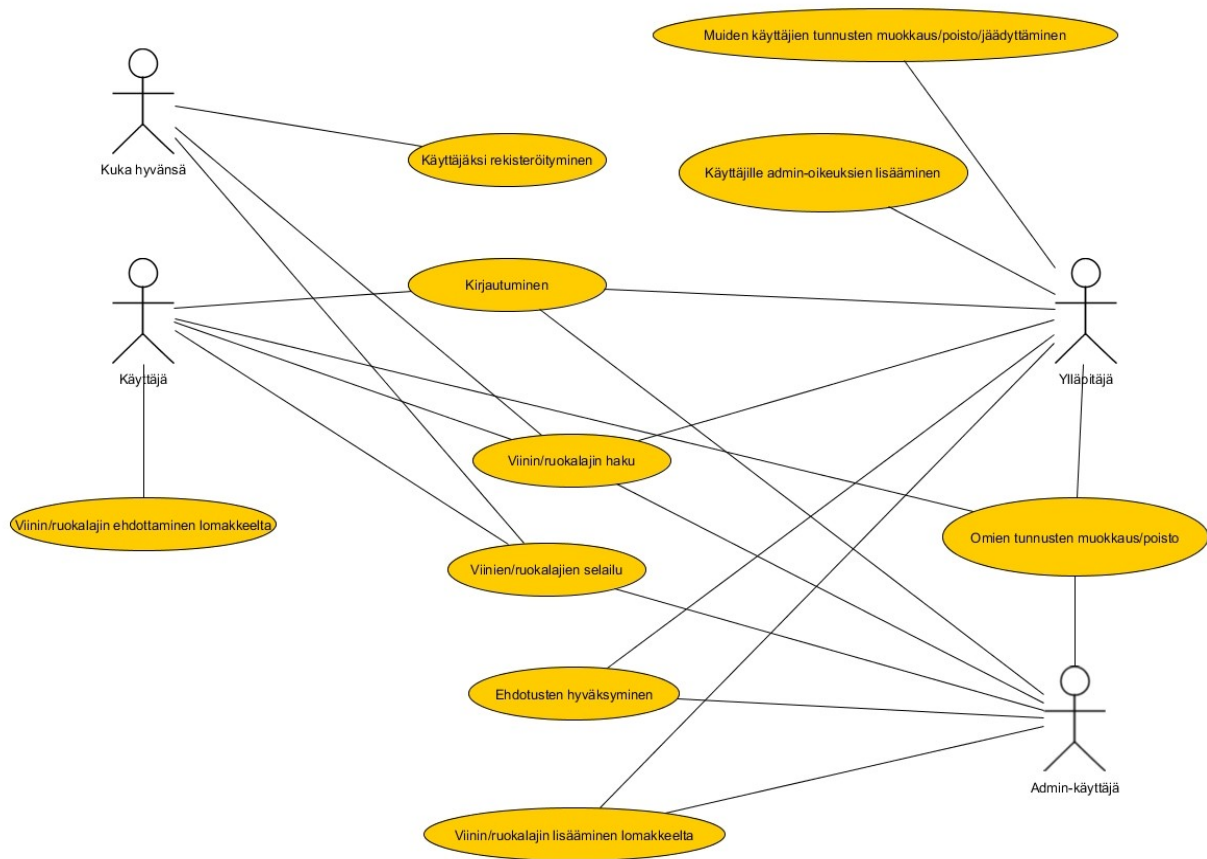 Muiden käyttäjien tunnusten muokkaus/poisto/jäädyttäminen
Kuka hyvänsä
Käyttäjäksi rekisteröityminen
Käyttäjille admin-oikeuksien lisääminen
Kirjautuminen
Käyttäjä
Ylläpitäjä
Viinin/ruokalajin haku
Viinin/ruokalajin ehdottaminen lomakkeelta
Omien tunnusten muokkaus/poisto
Viinien/ruokalajien selailu
Ehdotusten hyväksyminen
Admin-käyttäjä
Viinin/ruokalajin lisääminen lomakkeelta